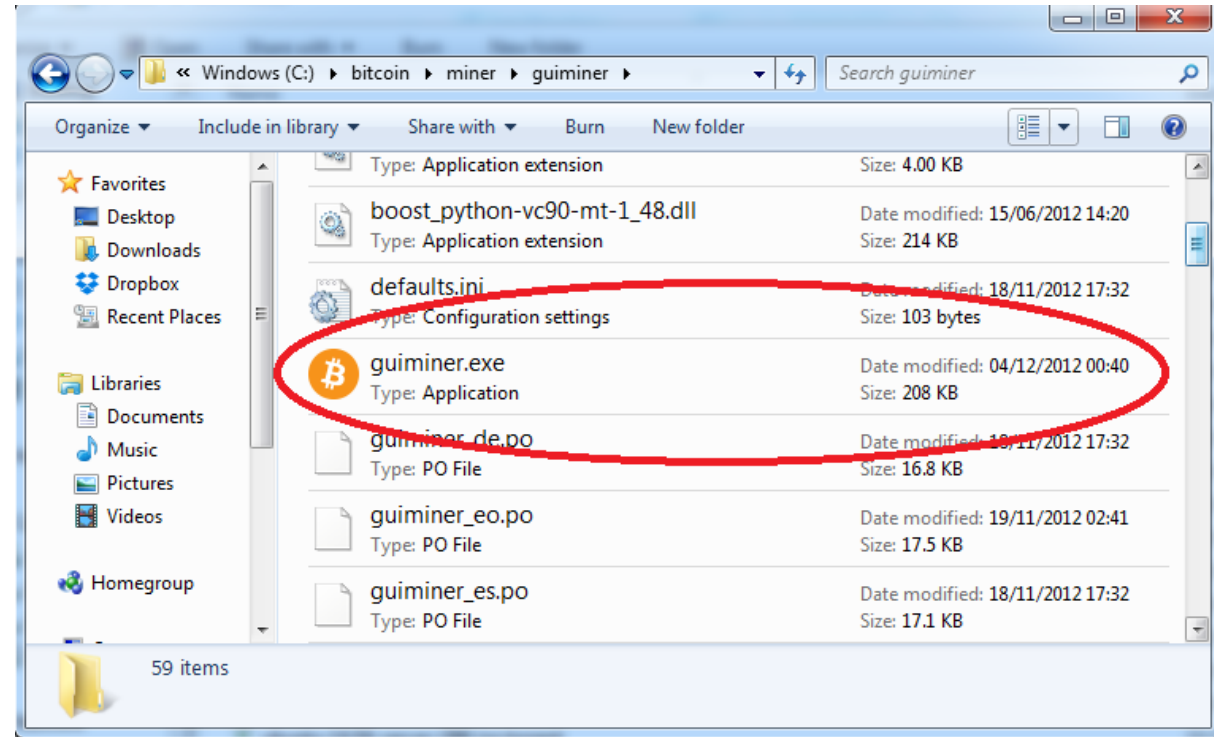 « Windows (C:) ▸ bitcoin ▸ miner ▸ guiminer ▸
Search guiminer
Organize
Include in library
Share with
Burn
New folder
Favorites
Desktop
Downloads
Dropbox
Recent Places
Libraries
Documents
Music
Pictures
Videos
Homegroup
Type: Application extension
Size: 4.00 KB
boost_python-vc90-mt-1_48.dll
Date modified: 15/06/2012 14:20
Type: Application extension
Size: 214 KB
defaults.ini
Date modified: 18/11/2012 17:32
Type: Configuration settings
Size: 103 bytes
guiminer.exe
Date modified: 04/12/2012 00:40
Type: Application
Size: 208 KB
guiminer_de.po
Date modified: 18/11/2012 17:32
Type: PO File
Size: 16.8 KB
guiminer_eo.po
Date modified: 19/11/2012 02:41
Type: PO File
Size: 17.5 KB
guiminer_es.po
Date modified: 18/11/2012 17:32
Type: PO File
Size: 17.1 KB
59 items